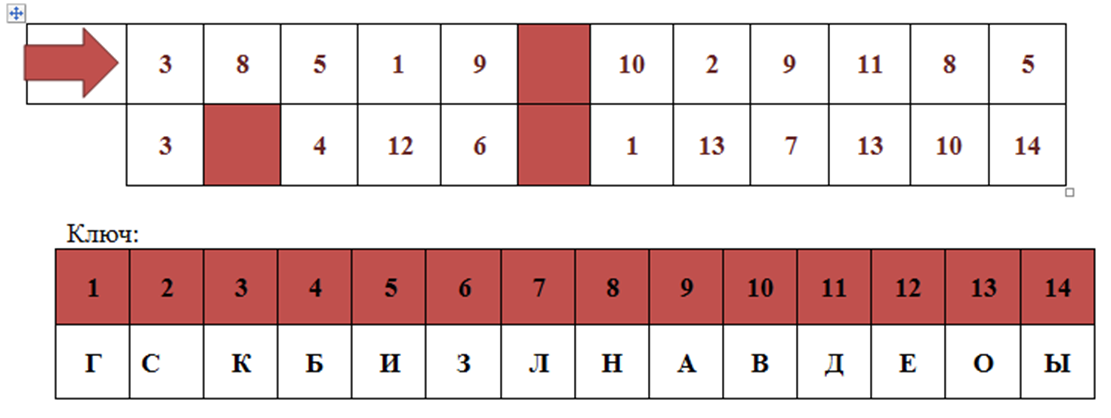 3 8 5 1 9 10 2 9 11 8 5
3 4 12 6 1 13 7 13 10 14
Ключ:
1 2 3 4 5 6 7 8 9 10 11 12 13 14
Г С К Б И З Л Н А В Д Е О Ы